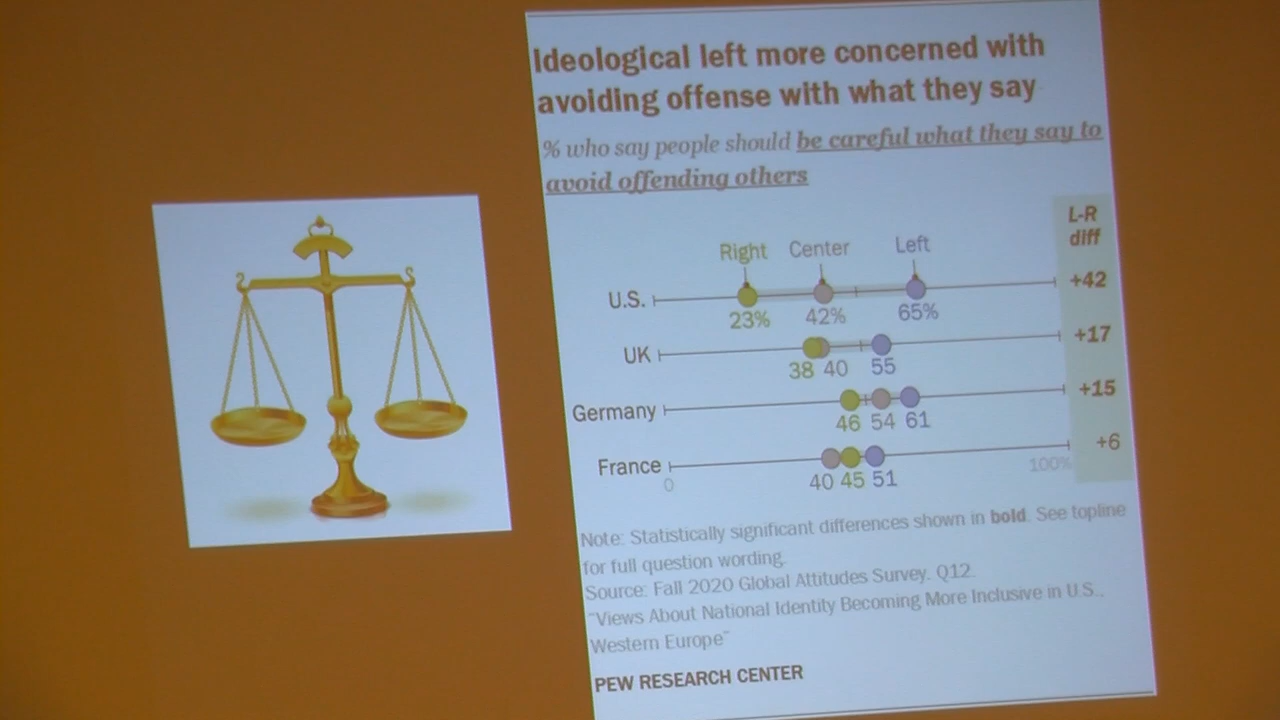 Ideological left more concerned with
avoiding offense with what they say
% who say people should be careful what they say to
avoid offending others
L-R
diff
Right Center Left
U.S. +42
23% 42% 65%
UK +17
38 40 55
Germany +15
46 54 61
France +6
0 100%
40 45 51
Note: Statistically significant differences shown in bold. See topline
for full question wording.
Source: Fall 2020 Global Attitudes Survey. Q12.
"Views About National Identity Becoming More Inclusive in U.S.,
Western Europe"
PEW RESEARCH CENTER